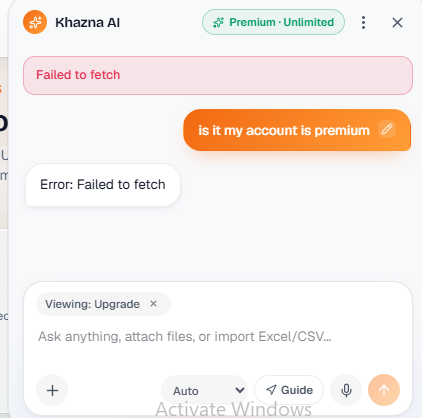 Khazna AI
Premium · Unlimited
Failed to fetch
is it my account is premium
Error: Failed to fetch
Viewing: Upgrade ×
Ask anything, attach files, or import Excel/CSV...
Auto
Guide
Activate Windows